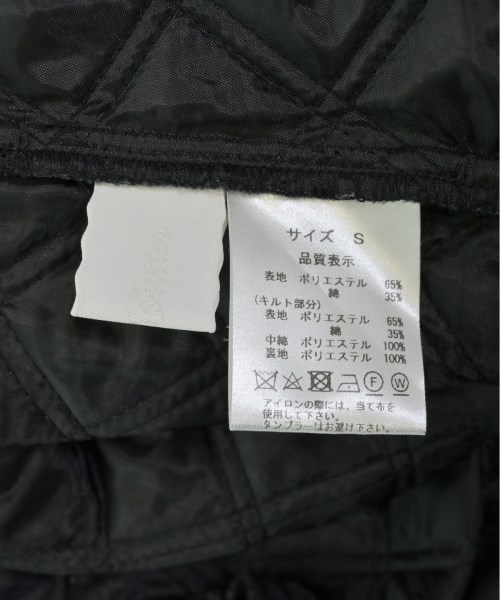 サイズ S
品質表示
表地 ポリエステル 65%
綿 35%
(キルト部分)
表地 ポリエステル 65%
綿 35%
中綿 ポリエステル 100%
裏地 ポリエステル 100%
F W
アイロンの際には、当て布を
使用して下さい。
タンブラーはお避け下さい。